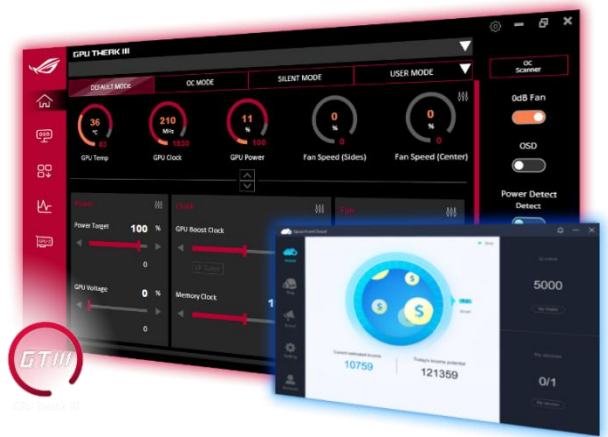 GPU TWEAK III
DEFAULT MODE
OC MODE
SILENT MODE
USER MODE
OC
Scanner
0dB Fan
OSD
Power Detect
Detect
36
°C
83
GPU Temp
210
MHz
1830
GPU Clock
11
%
100
GPU Power
0
%
0
Fan Speed (Sides)
0
%
0
Fan Speed (Center)
Power
Clock
Fan
Power Target
100 %
0
GPU Voltage
0 %
0
GPU Boost Clock
Memory Clock
1
GTIII
Current estimated income
10759
Today's income potential
121359
5000
0/1